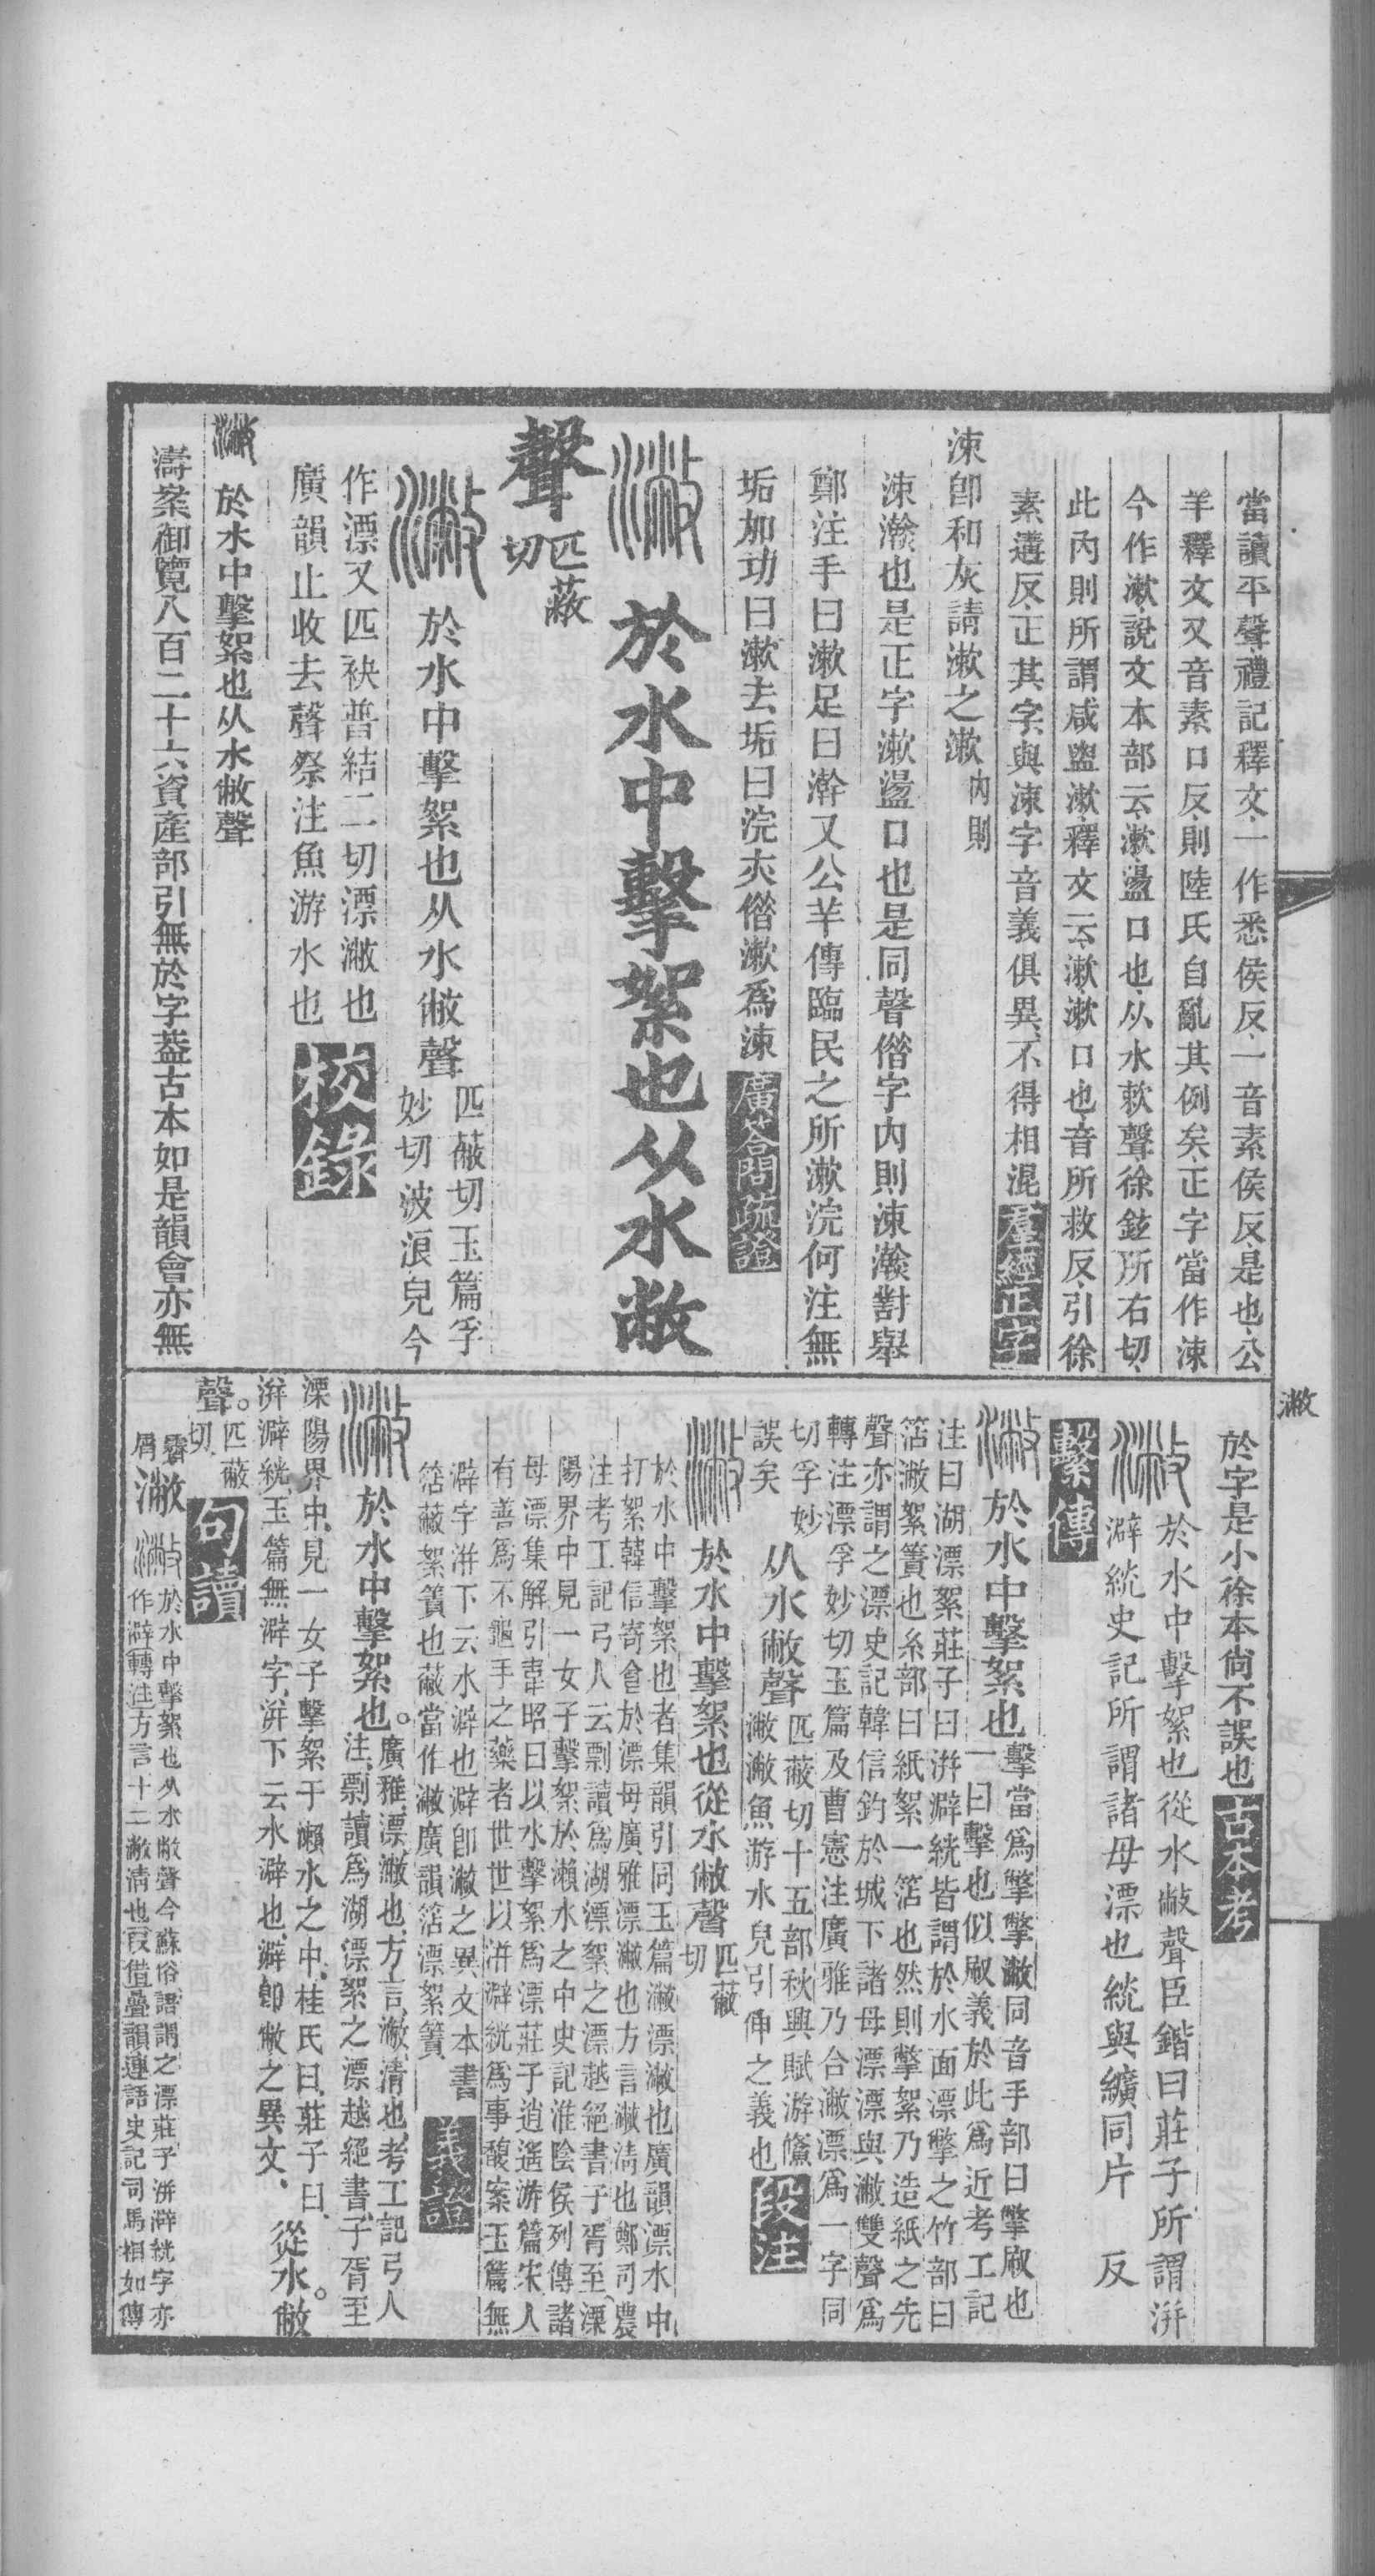 當讀平聲禮記釋文一作悉侯反一音素侯反是也公
羊釋文又音素口反則陸氏自亂其例矣正字當作涑
今作漱說文本部云漱盪口也从水欶聲徐鉉所右切
此內則所謂咸盥漱釋文云漱漱口也音所救反引徐
素遘反正其字與涑字音義俱異不得相混羣經正字
涑卽和灰請漱之漱內則
涑澣也是正字漱盪口也是同聲偺字內則涑澣對舉
鄭注手曰漱足曰澣又公羊傳臨民之所漱浣何注無
垢加功曰漱去垢曰浣亦偺漱爲涑廣答問疏證
潎 於水中擊絮也从水敝
聲匹蔽切
潎 於水中擊絮也从水敝聲匹蔽切玉篇孚
妙切波浪皃今
作漂又匹袂普結二切漂潎也
廣韻止收去聲祭注魚游水也校錄
潎 於水中擊絮也从水敝聲
濤案御覽八百二十六資產部引無於字葢古本如是韻會亦無
潎
於字是小徐本尙不誤也古本考
潎 於水中擊絮也從水敝聲臣鍇曰莊子所謂洴
澼絖史記所謂諸母漂也絖與纊同片 反
繫傳
潎 於水中擊絮也擊當爲擎擎潎同音手部曰擎㡿也
一曰擊也似㡿義於此爲近考工記
注曰湖漂絮莊子曰洴澼絖皆謂於水面漂擎之竹部曰
箔潎絮簀也糸部曰紙絮一箔也然則擎絮乃造紙之先
聲亦謂之漂史記韓信釣於城下諸母漂漂與潎雙聲爲
轉注漂孚妙切玉篇及曹憲注廣雅乃合潎漂爲一字同
切孚妙
誤矣 从水敝聲匹蔽切十五部秋興賦游鯈
潎潎魚游水皃引伸之義也段注
潎 於水中擊絮也從水敝聲匹蔽切
於水中擊絮也者集韻引同玉篇潎漂潎也廣韻漂水中
打絮韓信寄食於漂母廣雅漂潎也方言潎淸也鄭司農
注考工記弓人云剽讀爲湖漂絮之漂越絕書子胥至溧
陽界中見一女子擊絮於瀨水之中史記淮陰侯列傳諸
母漂集解引韋昭曰以水擊絮爲漂莊子逍遙游篇宋人
有善爲不龜手之藥者世世以洴澼絖爲事馥案玉篇無
澼字洴下云水澼也澼卽潎之異文本書
箔蔽絮簀也蔽當作潎廣韻箔漂絮簀 義證
潎 於水中擊絮也。廣雅、漂潎也、方言、潎清也、考工記弓人
注、剽讀爲湖漂絮之漂越絕書、子胥至
溧陽界中、見一女子擊絮于瀨水之中、桂氏曰、莊子曰、
洴澼絖、玉篇無澼字、洴下云、水澼也、澼卽潎之異文、 從水。敝
聲。匹蔽切 句讀
霽屑 潎 於水中擊絮也从水敝聲今蘇俗語謂之漂莊子洴澼絖字亦
作澼轉注方言十二潎淸也叚借疊韻連語史記司馬相如傳